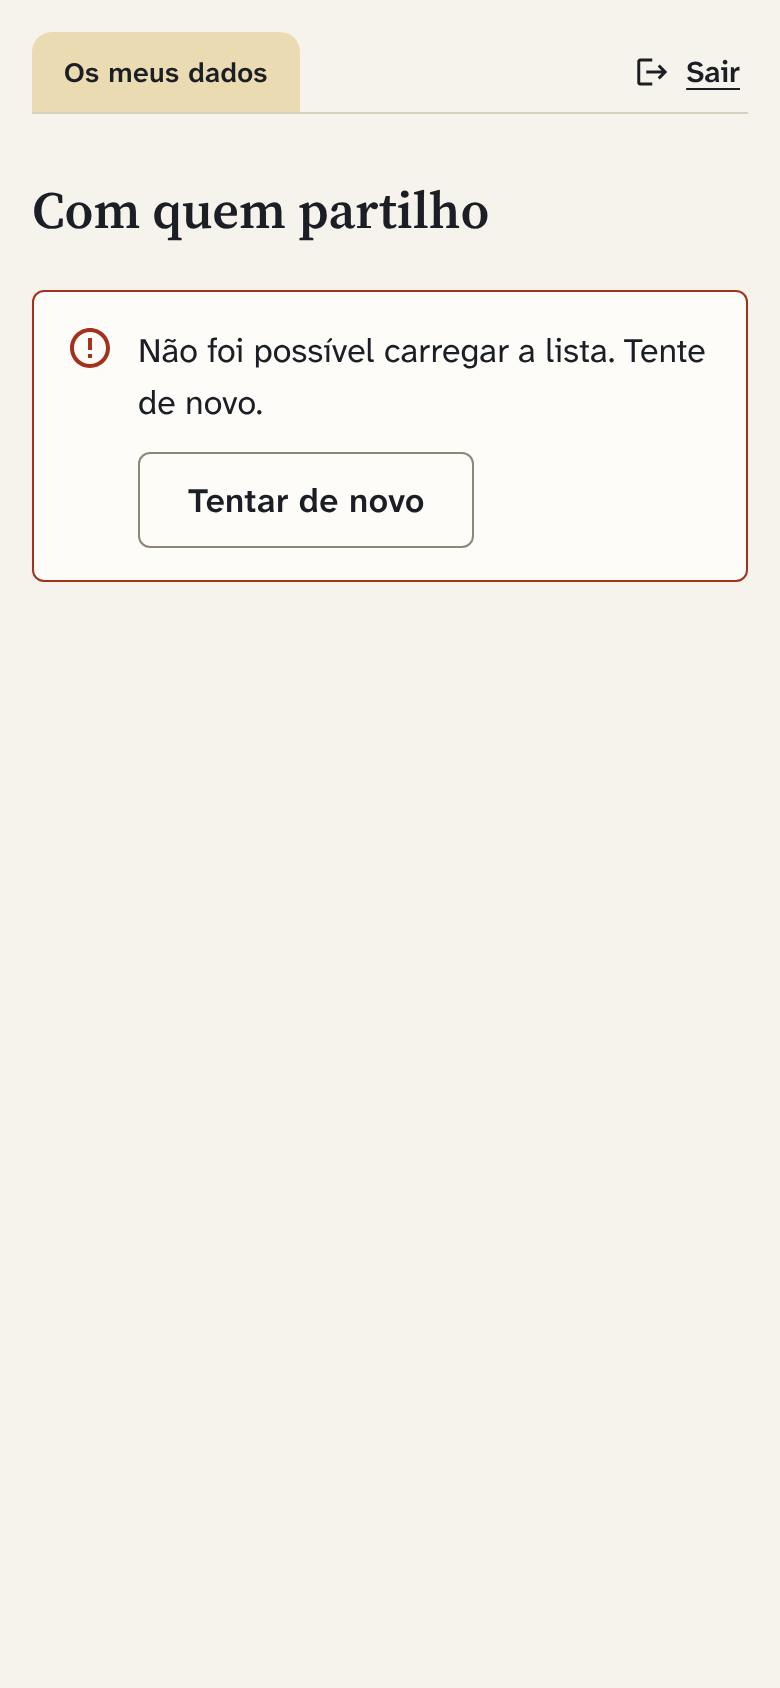 Os meus dados
Sair
Com quem partilho
Não foi possível carregar a lista. Tente
de novo.
Tentar de novo